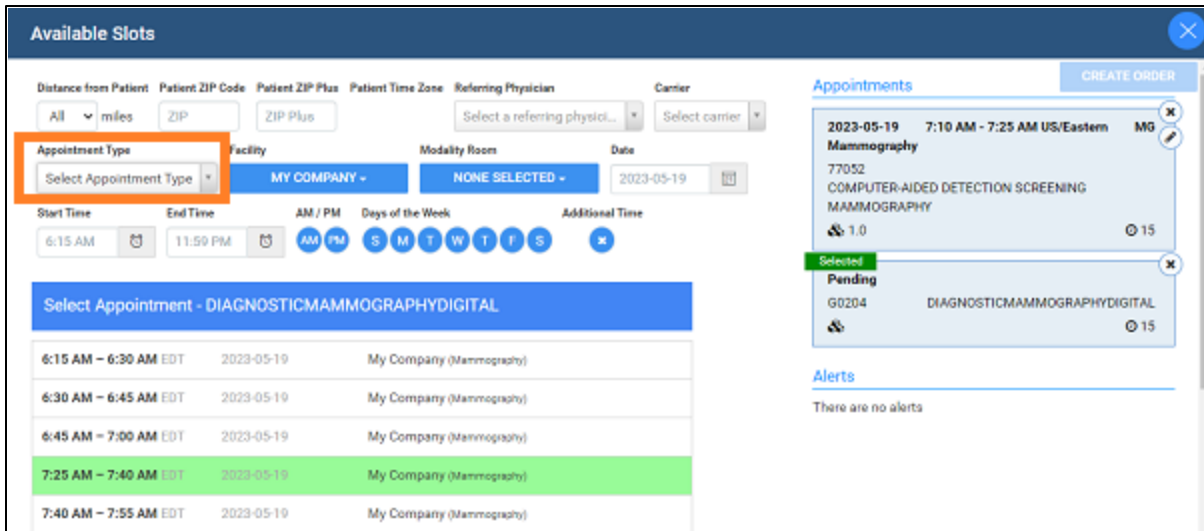 Available Slots
Distance from Patient Patient ZIP Code Patient ZIP Plus Patient Time Zone Referring Physician Carrier
All miles ZIP ZIP Plus Select a referring physici... Select carrier
Appointment Type Facility Modality Room Date
Select Appointment Type MY COMPANY NONE SELECTED 2023-05-19
Start Time End Time AM / PM Days of the Week Additional Time
6:15 AM 11:59 PM AM PM S M T W T F S
Select Appointment - DIAGNOSTICMAMMOGRAPHYDIGITAL
6:15 AM – 6:30 AM EDT 2023-05-19 My Company (Mammography)
6:30 AM – 6:45 AM EDT 2023-05-19 My Company (Mammography)
6:45 AM – 7:00 AM EDT 2023-05-19 My Company (Mammography)
7:25 AM – 7:40 AM EDT 2023-05-19 My Company (Mammography)
7:40 AM – 7:55 AM EDT 2023-05-19 My Company (Mammography)
CREATE ORDER
Appointments
2023-05-19 7:10 AM - 7:25 AM US/Eastern MG
Mammography
77052
COMPUTER-AIDED DETECTION SCREENING
MAMMOGRAPHY
1.0 15
Selected
Pending
G0204 DIAGNOSTICMAMMOGRAPHYDIGITAL
15
Alerts
There are no alerts